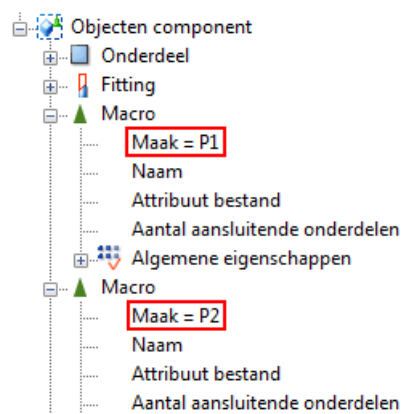 Objecten component
Onderdeel
Fitting
Macro
Maak = P1
Naam
Attribuut bestand
Aantal aansluitende onderdelen
Algemene eigenschappen
Macro
Maak = P2
Naam
Attribuut bestand
Aantal aansluitende onderdelen